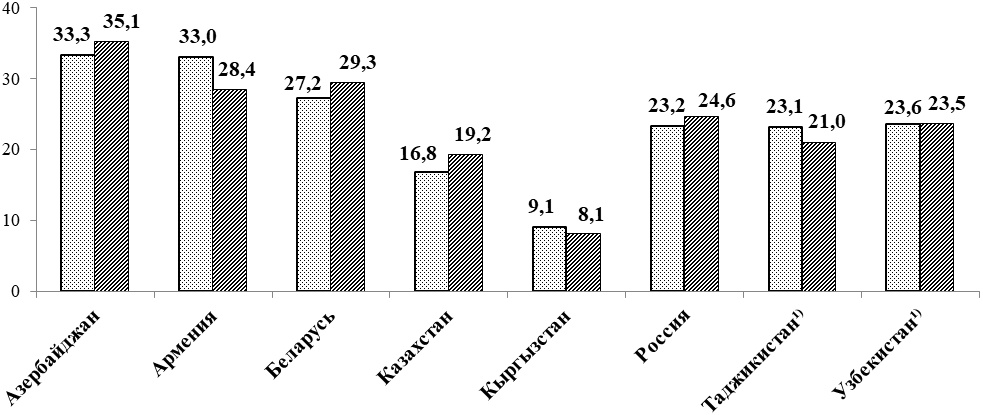 40
30
20
10
0
33,3
35,1
33,0
28,4
27,2
29,3
16,8
19,2
9,1
8,1
23,2
24,6
23,1
21,0
23,6
23,5
Азербайджан
Армения
Беларусь
Казахстан
Кыргызстан
Россия
Таджикистан¹⁾
Узбекистан¹⁾